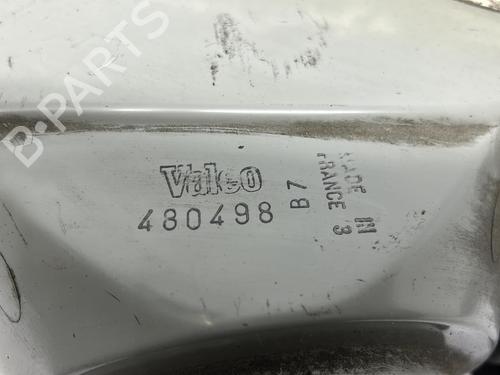 B-PARTS
Valeo
480498 B7
MADE IN
FRANCE 3